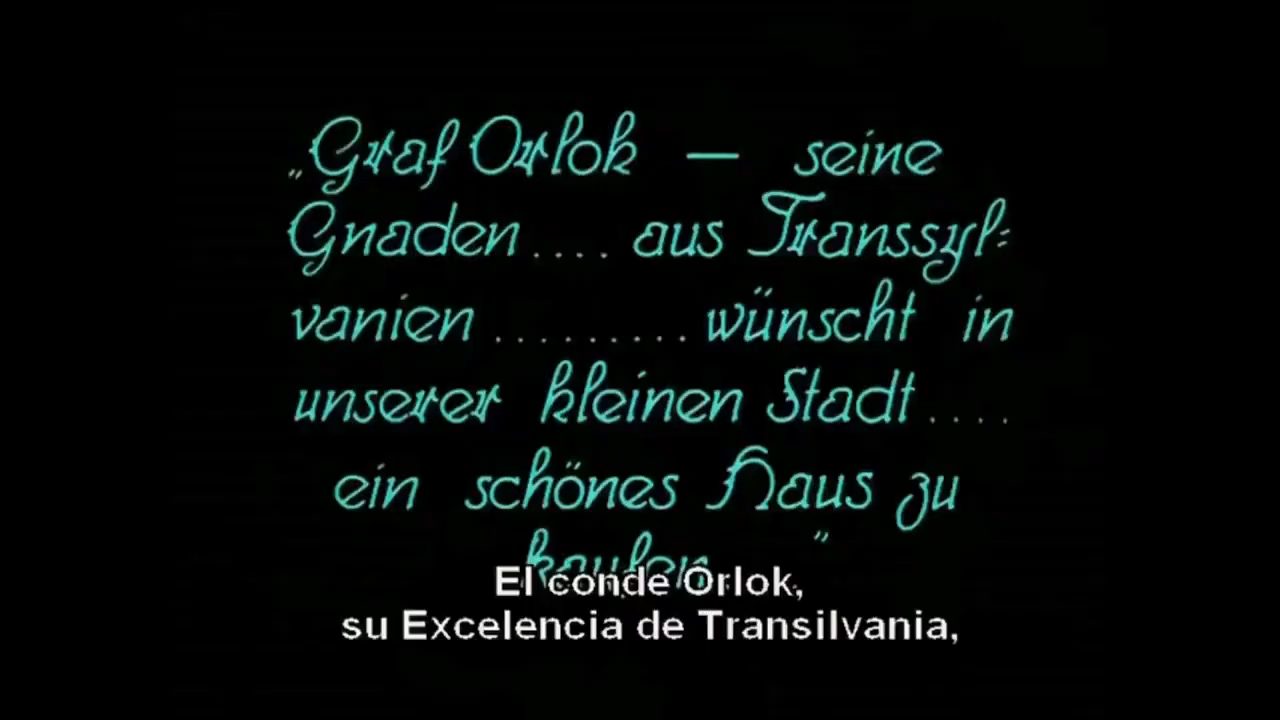 „Graf Orlok — seine
Gnaden .... aus Transsyl-
vanien ......... wünscht in
unserer kleinen Stadt ....
ein schönes Haus zu
kaufen “
El conde Orlok,
su Excelencia de Transilvania,